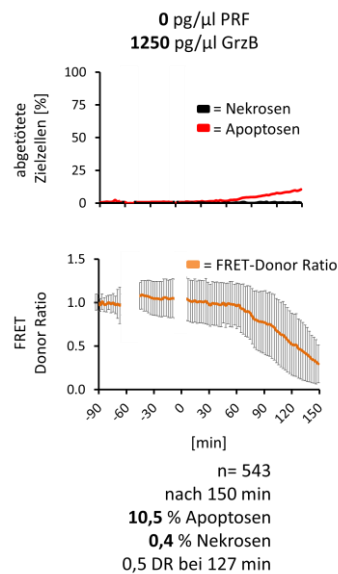 0 pg/µl PRF
1250 pg/µl GrzB
abgetötete
Zielzellen [%]
100
75
50
25
0
= Nekrosen
= Apoptosen
FRET
Donor Ratio
1.5
1.0
0.5
0.0
= FRET-Donor Ratio
-90 -60 -30 0 30 60 90 120 150
[min]
n= 543
nach 150 min
10,5 % Apoptosen
0,4 % Nekrosen
0,5 DR bei 127 min